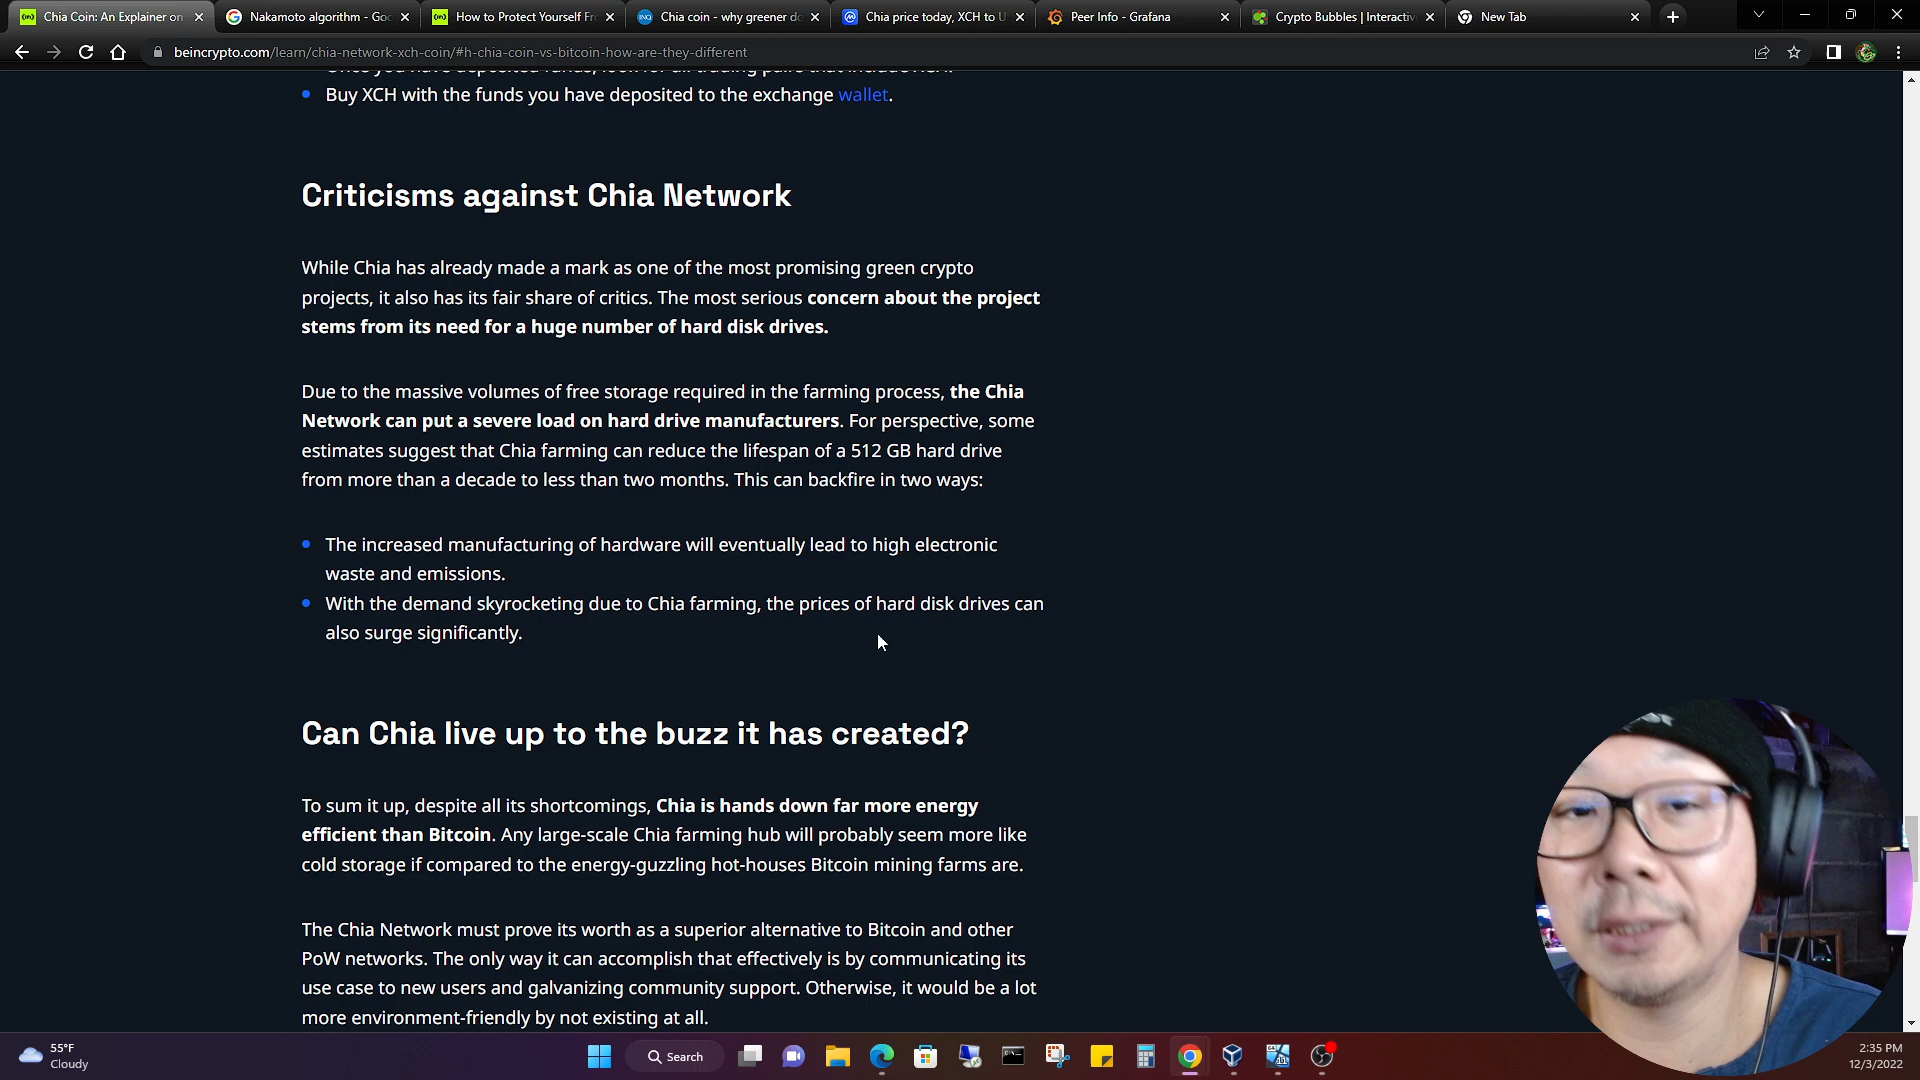 Chia Coin: An Explainer on
Nakamoto algorithm - Goo
How to Protect Yourself Fr
Chia coin - why greener do
Chia price today, XCH to U
Peer Info - Grafana
Crypto Bubbles | Interactiv
New Tab
beincrypto.com/learn/chia-network-xch-coin/#h-chia-coin-vs-bitcoin-how-are-they-different
Buy XCH with the funds you have deposited to the exchange wallet.
Criticisms against Chia Network
While Chia has already made a mark as one of the most promising green crypto
projects, it also has its fair share of critics. The most serious concern about the project
stems from its need for a huge number of hard disk drives.
Due to the massive volumes of free storage required in the farming process, the Chia
Network can put a severe load on hard drive manufacturers. For perspective, some
estimates suggest that Chia farming can reduce the lifespan of a 512 GB hard drive
from more than a decade to less than two months. This can backfire in two ways:
The increased manufacturing of hardware will eventually lead to high electronic
waste and emissions.
With the demand skyrocketing due to Chia farming, the prices of hard disk drives can
also surge significantly.
Can Chia live up to the buzz it has created?
To sum it up, despite all its shortcomings, Chia is hands down far more energy
efficient than Bitcoin. Any large-scale Chia farming hub will probably seem more like
cold storage if compared to the energy-guzzling hot-houses Bitcoin mining farms are.
The Chia Network must prove its worth as a superior alternative to Bitcoin and other
PoW networks. The only way it can accomplish that effectively is by communicating its
use case to new users and galvanizing community support. Otherwise, it would be a lot
more environment-friendly by not existing at all.
55°F
Cloudy
Search
2:35 PM
12/3/2022